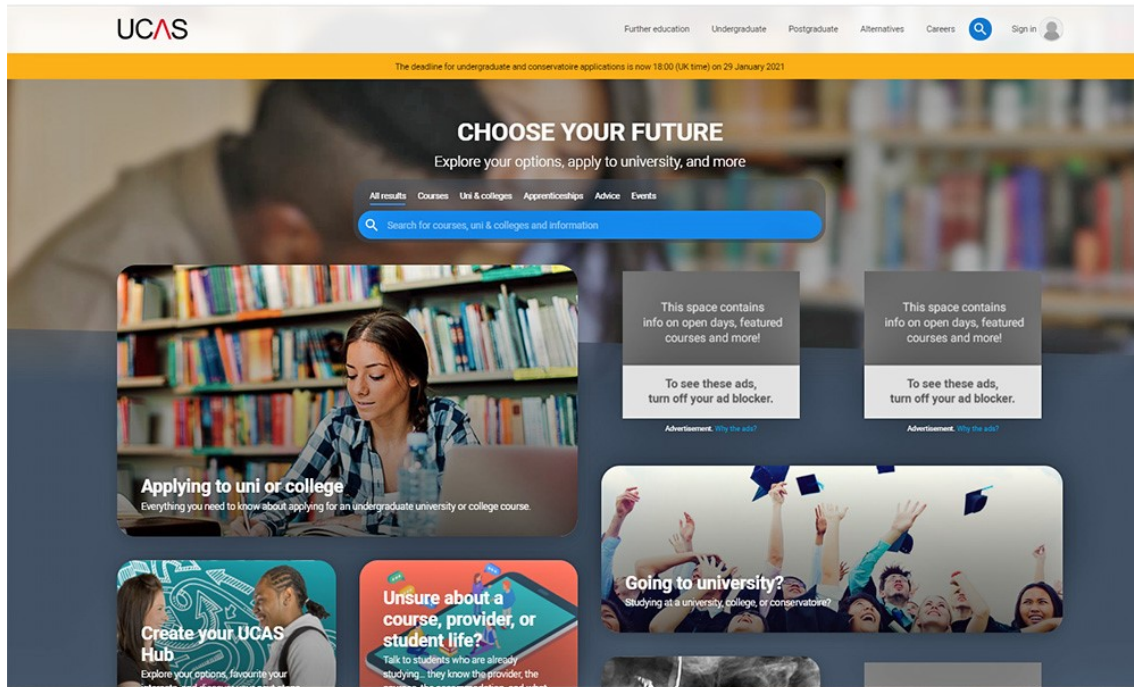 UCAS
Further education Undergraduate Postgraduate Alternatives Careers Sign in
The deadline for undergraduate and conservatoire applications is now 18:00 (UK time) on 29 January 2021
CHOOSE YOUR FUTURE
Explore your options, apply to university, and more
All results Courses Uni & colleges Apprenticeships Advice Events
Search for courses, uni & colleges and information
This space contains
info on open days, featured
courses and more!
To see these ads,
turn off your ad blocker.
Advertisement. Why the ads?
This space contains
info on open days, featured
courses and more!
To see these ads,
turn off your ad blocker.
Advertisement. Why the ads?
Applying to uni or college
Everything you need to know about applying for an undergraduate university or college course.
Going to university?
Studying at a university, college, or conservatoire?
Create your UCAS
Hub
Explore your options, favourite your
Unsure about a
course, provider, or
student life?
Talk to students who are already
studying... they know the provider, the